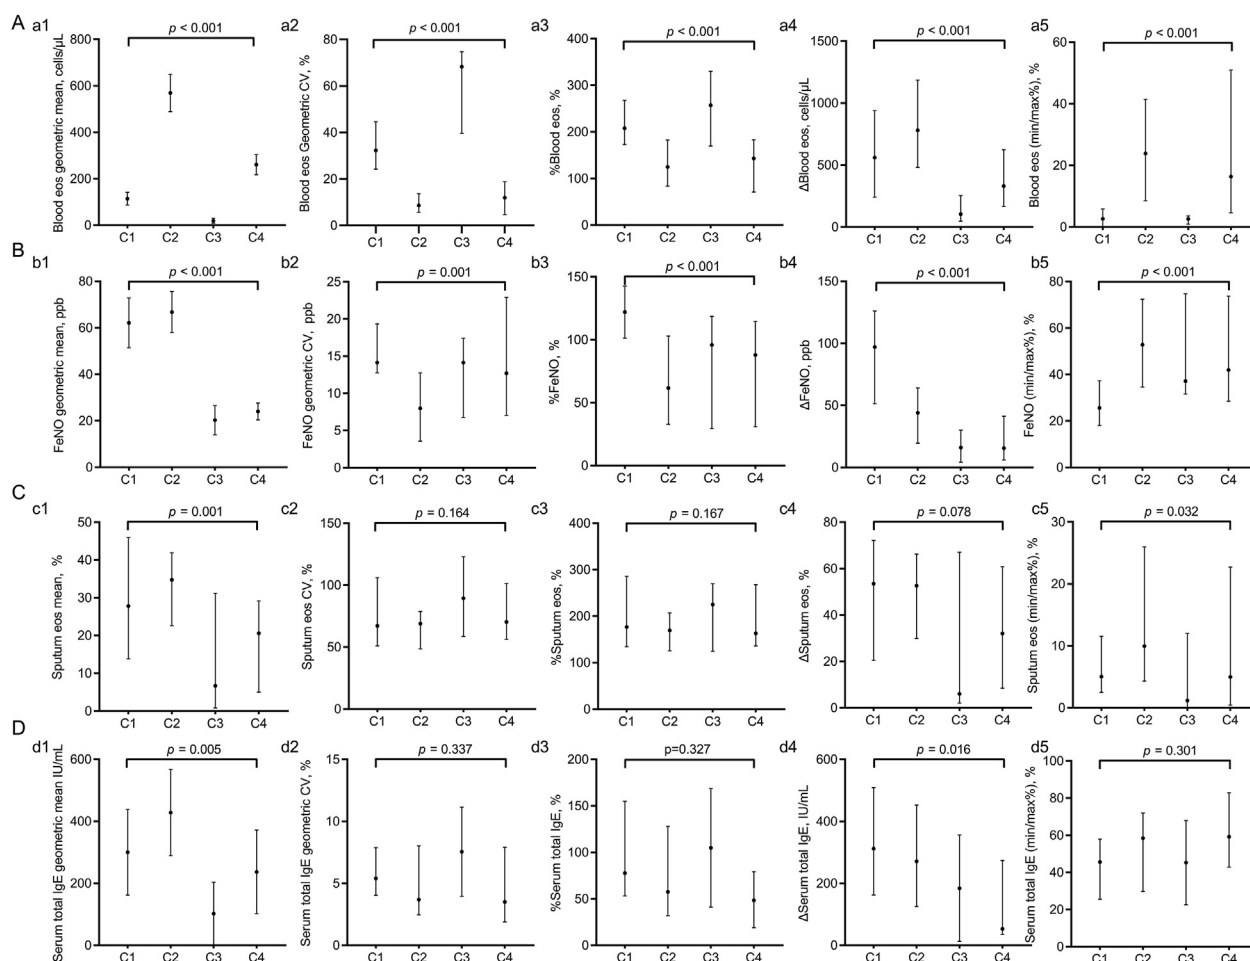 A
a1
p < 0.001
Blood eos geometric mean, cells/μL
800
600
400
200
0
C1 C2 C3 C4
a2
p < 0.001
Blood eos Geometric CV, %
80
60
40
20
0
C1 C2 C3 C4
a3
p < 0.001
%Blood eos, %
400
300
200
100
0
C1 C2 C3 C4
a4
p < 0.001
ΔBlood eos, cells/μL
1500
1000
500
0
C1 C2 C3 C4
a5
p < 0.001
Blood eos (min/max%), %
60
40
20
0
C1 C2 C3 C4
B
b1
p < 0.001
FeNO geometric mean, ppb
80
60
40
20
0
C1 C2 C3 C4
b2
p = 0.001
FeNO geometric CV, ppb
25
20
15
10
5
0
C1 C2 C3 C4
b3
p < 0.001
%FeNO, %
150
100
50
0
C1 C2 C3 C4
b4
p < 0.001
ΔFeNO, ppb
150
100
50
0
C1 C2 C3 C4
b5
p < 0.001
FeNO (min/max%), %
80
60
40
20
0
C1 C2 C3 C4
C
c1
p = 0.001
Sputum eos mean, %
50
40
30
20
10
0
C1 C2 C3 C4
c2
p = 0.164
Sputum eos CV, %
150
100
50
0
C1 C2 C3 C4
c3
p = 0.167
%Sputum eos, %
400
300
200
100
0
C1 C2 C3 C4
c4
p = 0.078
ΔSputum eos, %
80
60
40
20
0
C1 C2 C3 C4
c5
p = 0.032
Sputum eos (min/max%), %
30
20
10
0
C1 C2 C3 C4
D
d1
p = 0.005
Serum total IgE geometric mean IU/mL
600
400
200
0
C1 C2 C3 C4
d2
p = 0.337
Serum total IgE geometric CV, %
15
10
5
0
C1 C2 C3 C4
d3
p=0.327
%Serum total IgE, %
200
150
100
50
0
C1 C2 C3 C4
d4
p = 0.016
ΔSerum total IgE, IU/mL
600
400
200
0
C1 C2 C3 C4
d5
p = 0.301
Serum total IgE (min/max%), %
100
80
60
40
20
0
C1 C2 C3 C4